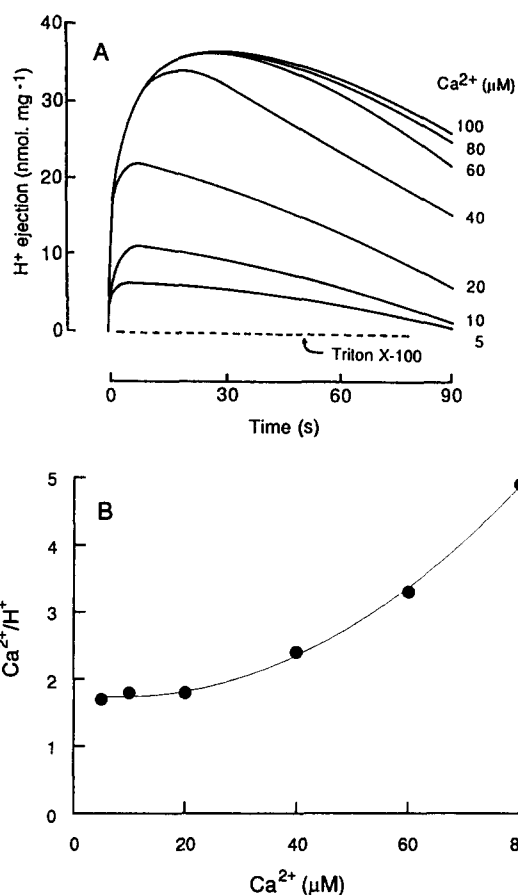 A
H⁺ ejection (nmol. mg ⁻¹)
40
30
20
10
0
Ca²⁺ (μM)
100
80
60
40
20
10
5
Triton X-100
0 30 60 90
Time (s)
B
Ca²⁺/H⁺
5
4
3
2
1
0
0 20 40 60 80
Ca²⁺ (μM)